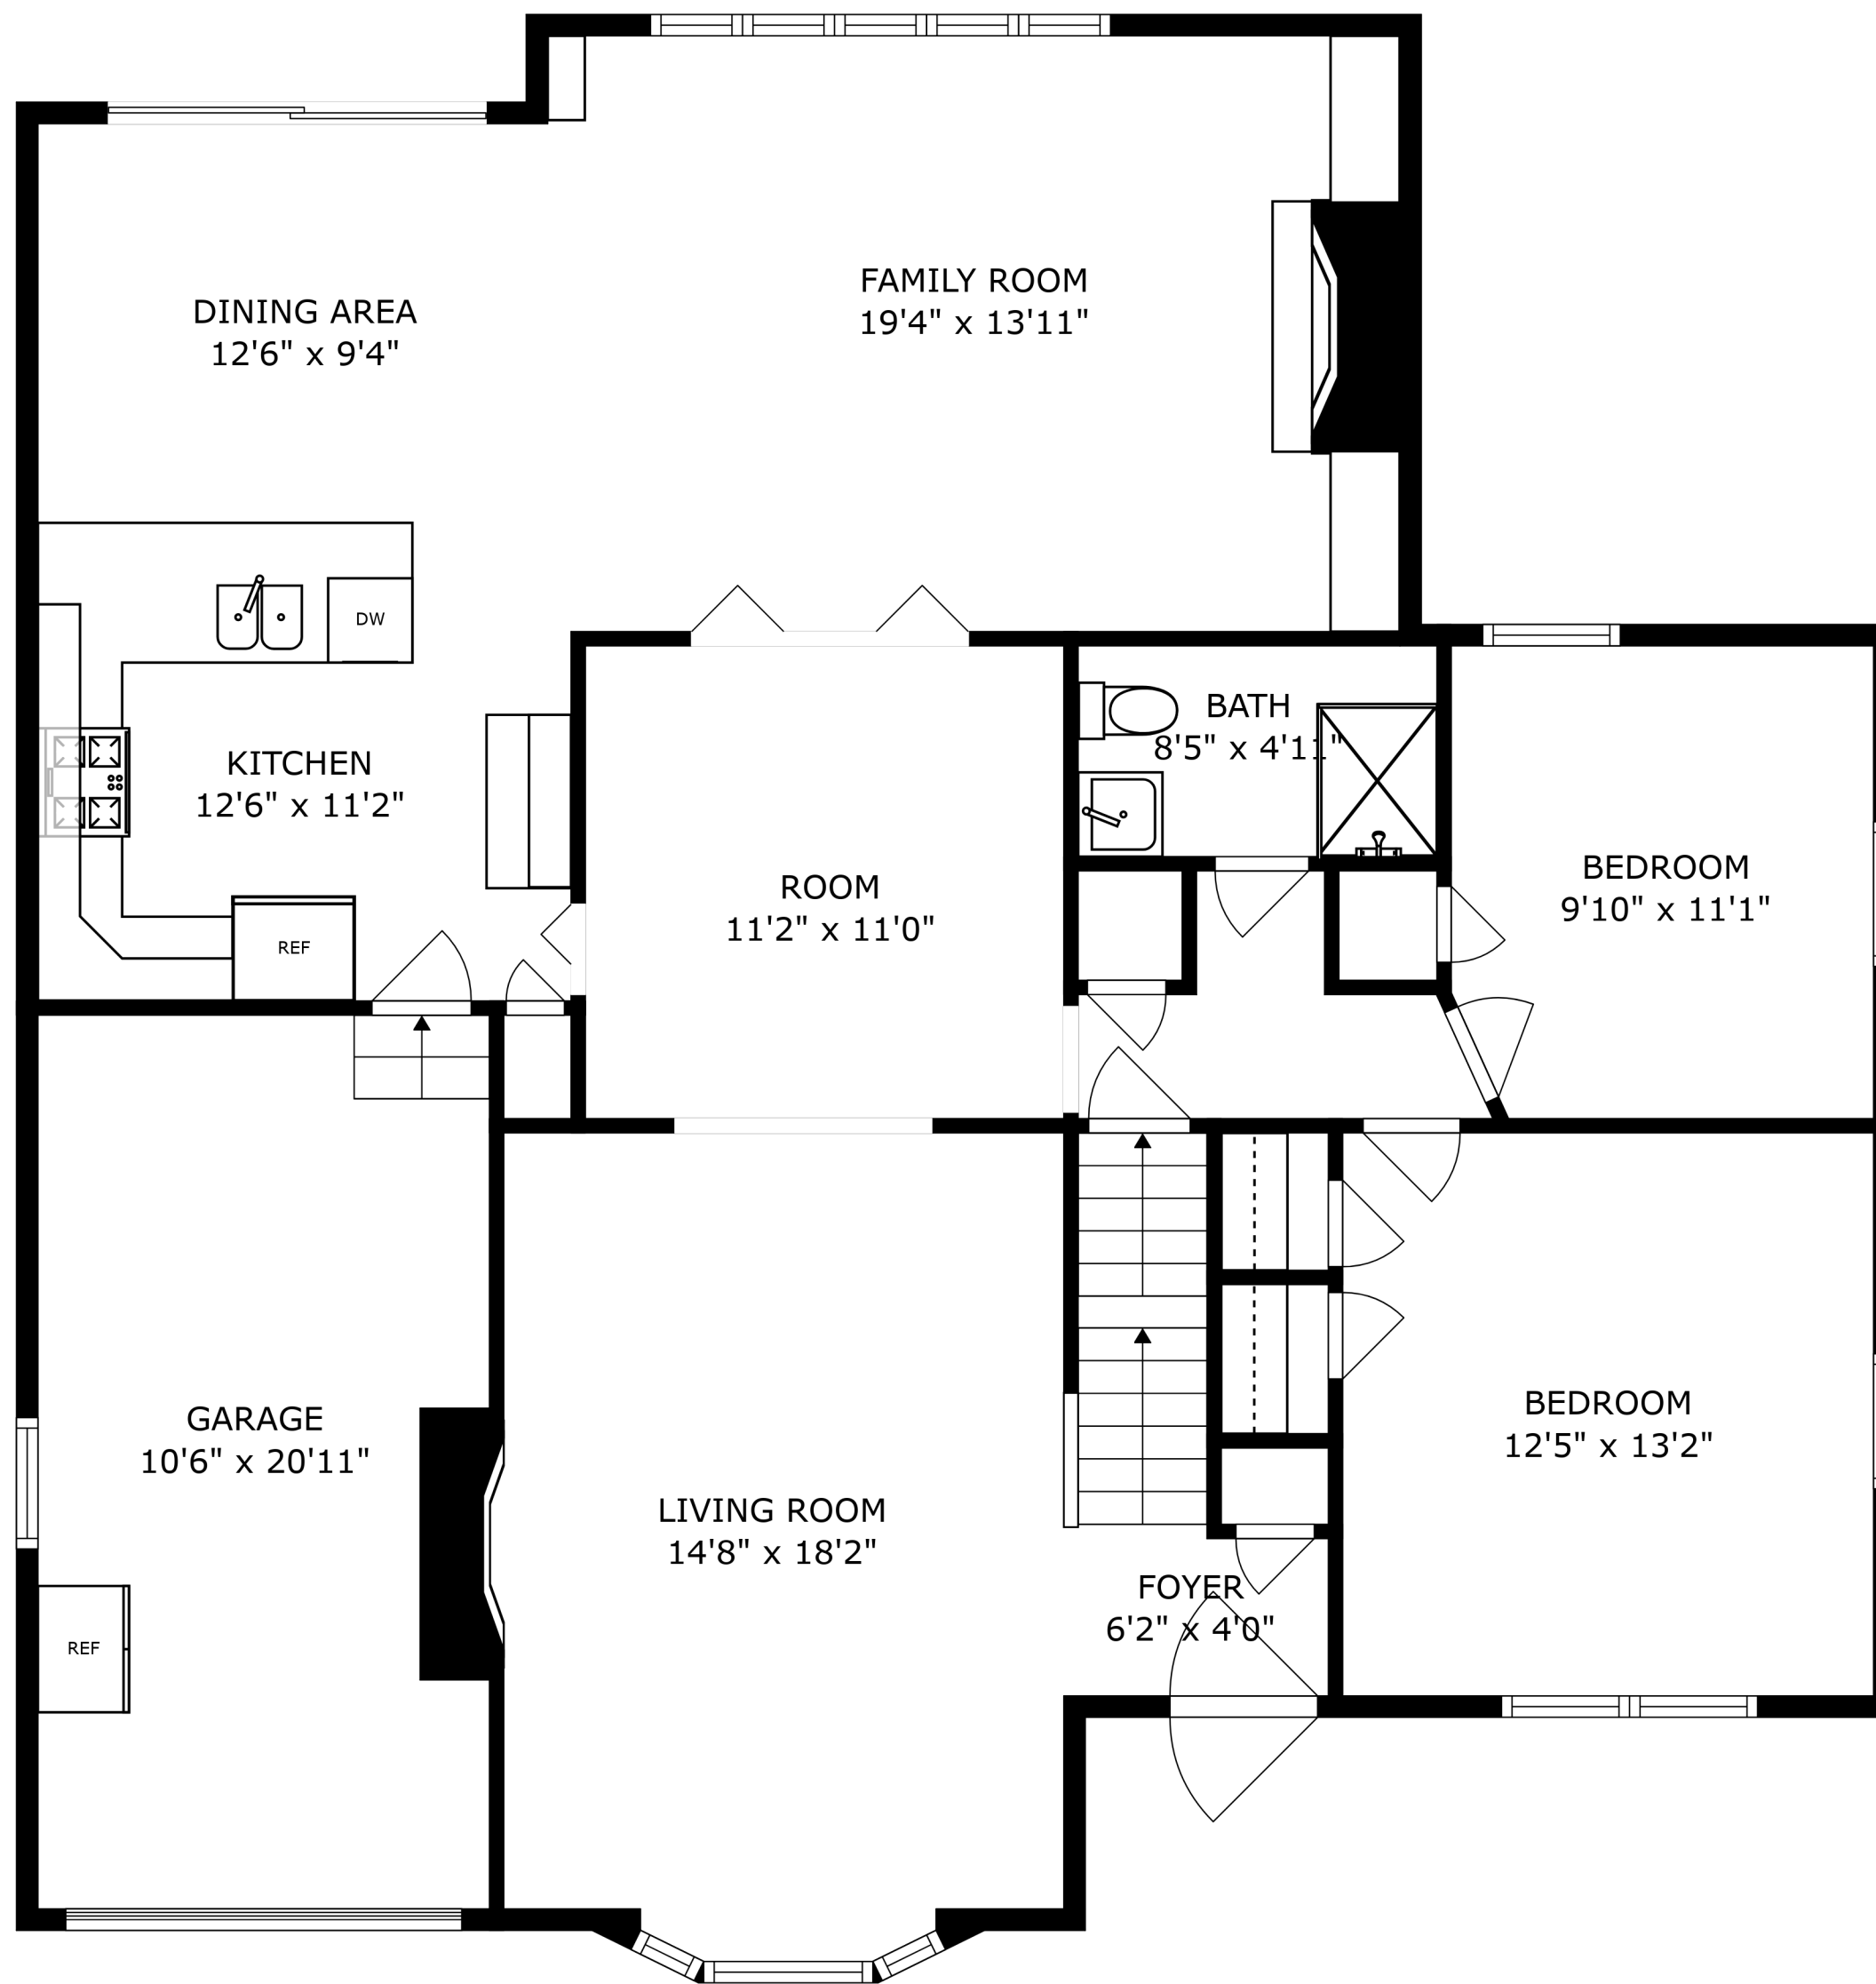 FAMILY ROOM
19'4" x 13'11"
DINING AREA
12'6" x 9'4"
DW
BATH
8'5" x 4'11"
KITCHEN
12'6" x 11'2"
REF
ROOM
11'2" x 11'0"
BEDROOM
9'10" x 11'1"
GARAGE
10'6" x 20'11"
BEDROOM
12'5" x 13'2"
LIVING ROOM
14'8" x 18'2"
FOYER
6'2" x 4'0"
REF